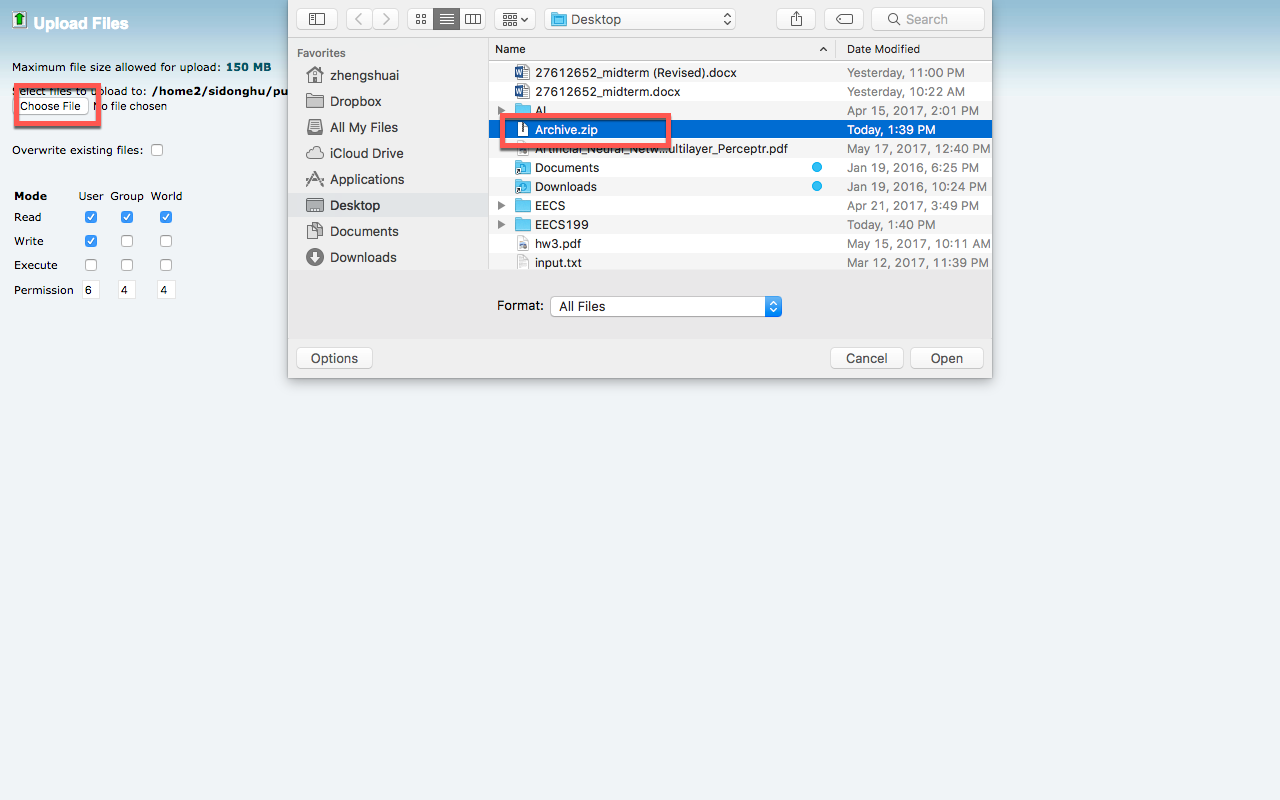 Upload Files
Maximum file size allowed for upload: 150 MB
Select files to upload to: /home2/sidonghu/pu
Choose File No file chosen
Overwrite existing files:
Mode User Group World
Read
Write
Execute
Permission 6 4 4
Desktop
Search
Favorites
zhengshuai
Dropbox
All My Files
iCloud Drive
Applications
Desktop
Documents
Downloads
Name Date Modified
27612652_midterm (Revised).docx Yesterday, 11:00 PM
27612652_midterm.docx Yesterday, 10:22 AM
AI Apr 15, 2017, 2:01 PM
Archive.zip Today, 1:39 PM
Artificial_Neural_Netw...ultilayer_Perceptr.pdf May 17, 2017, 12:40 PM
Documents Jan 19, 2016, 6:25 PM
Downloads Jan 19, 2016, 10:24 PM
EECS Apr 21, 2017, 3:49 PM
EECS199 Today, 1:40 PM
hw3.pdf May 15, 2017, 10:11 AM
input.txt Mar 12, 2017, 11:39 PM
Format: All Files
Options Cancel Open